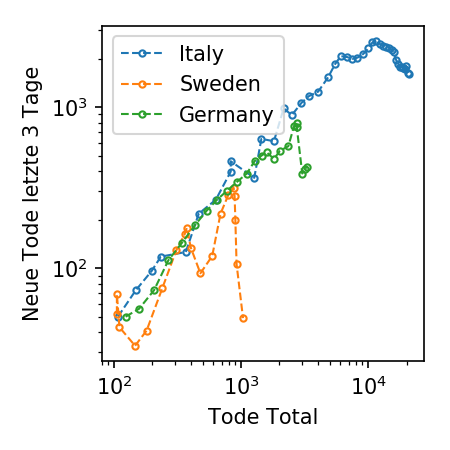 Italy
Sweden
Germany
Neue Tode letzte 3 Tage
10³
10²
10² 10³ 10⁴
Tode Total